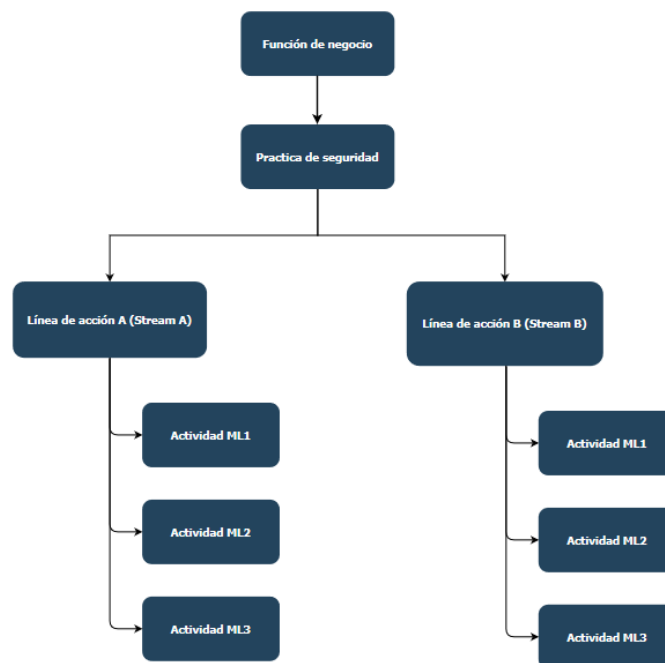 Función de negocio
Practica de seguridad
Línea de acción A (Stream A)
Línea de acción B (Stream B)
Actividad ML1
Actividad ML1
Actividad ML2
Actividad ML2
Actividad ML3
Actividad ML3